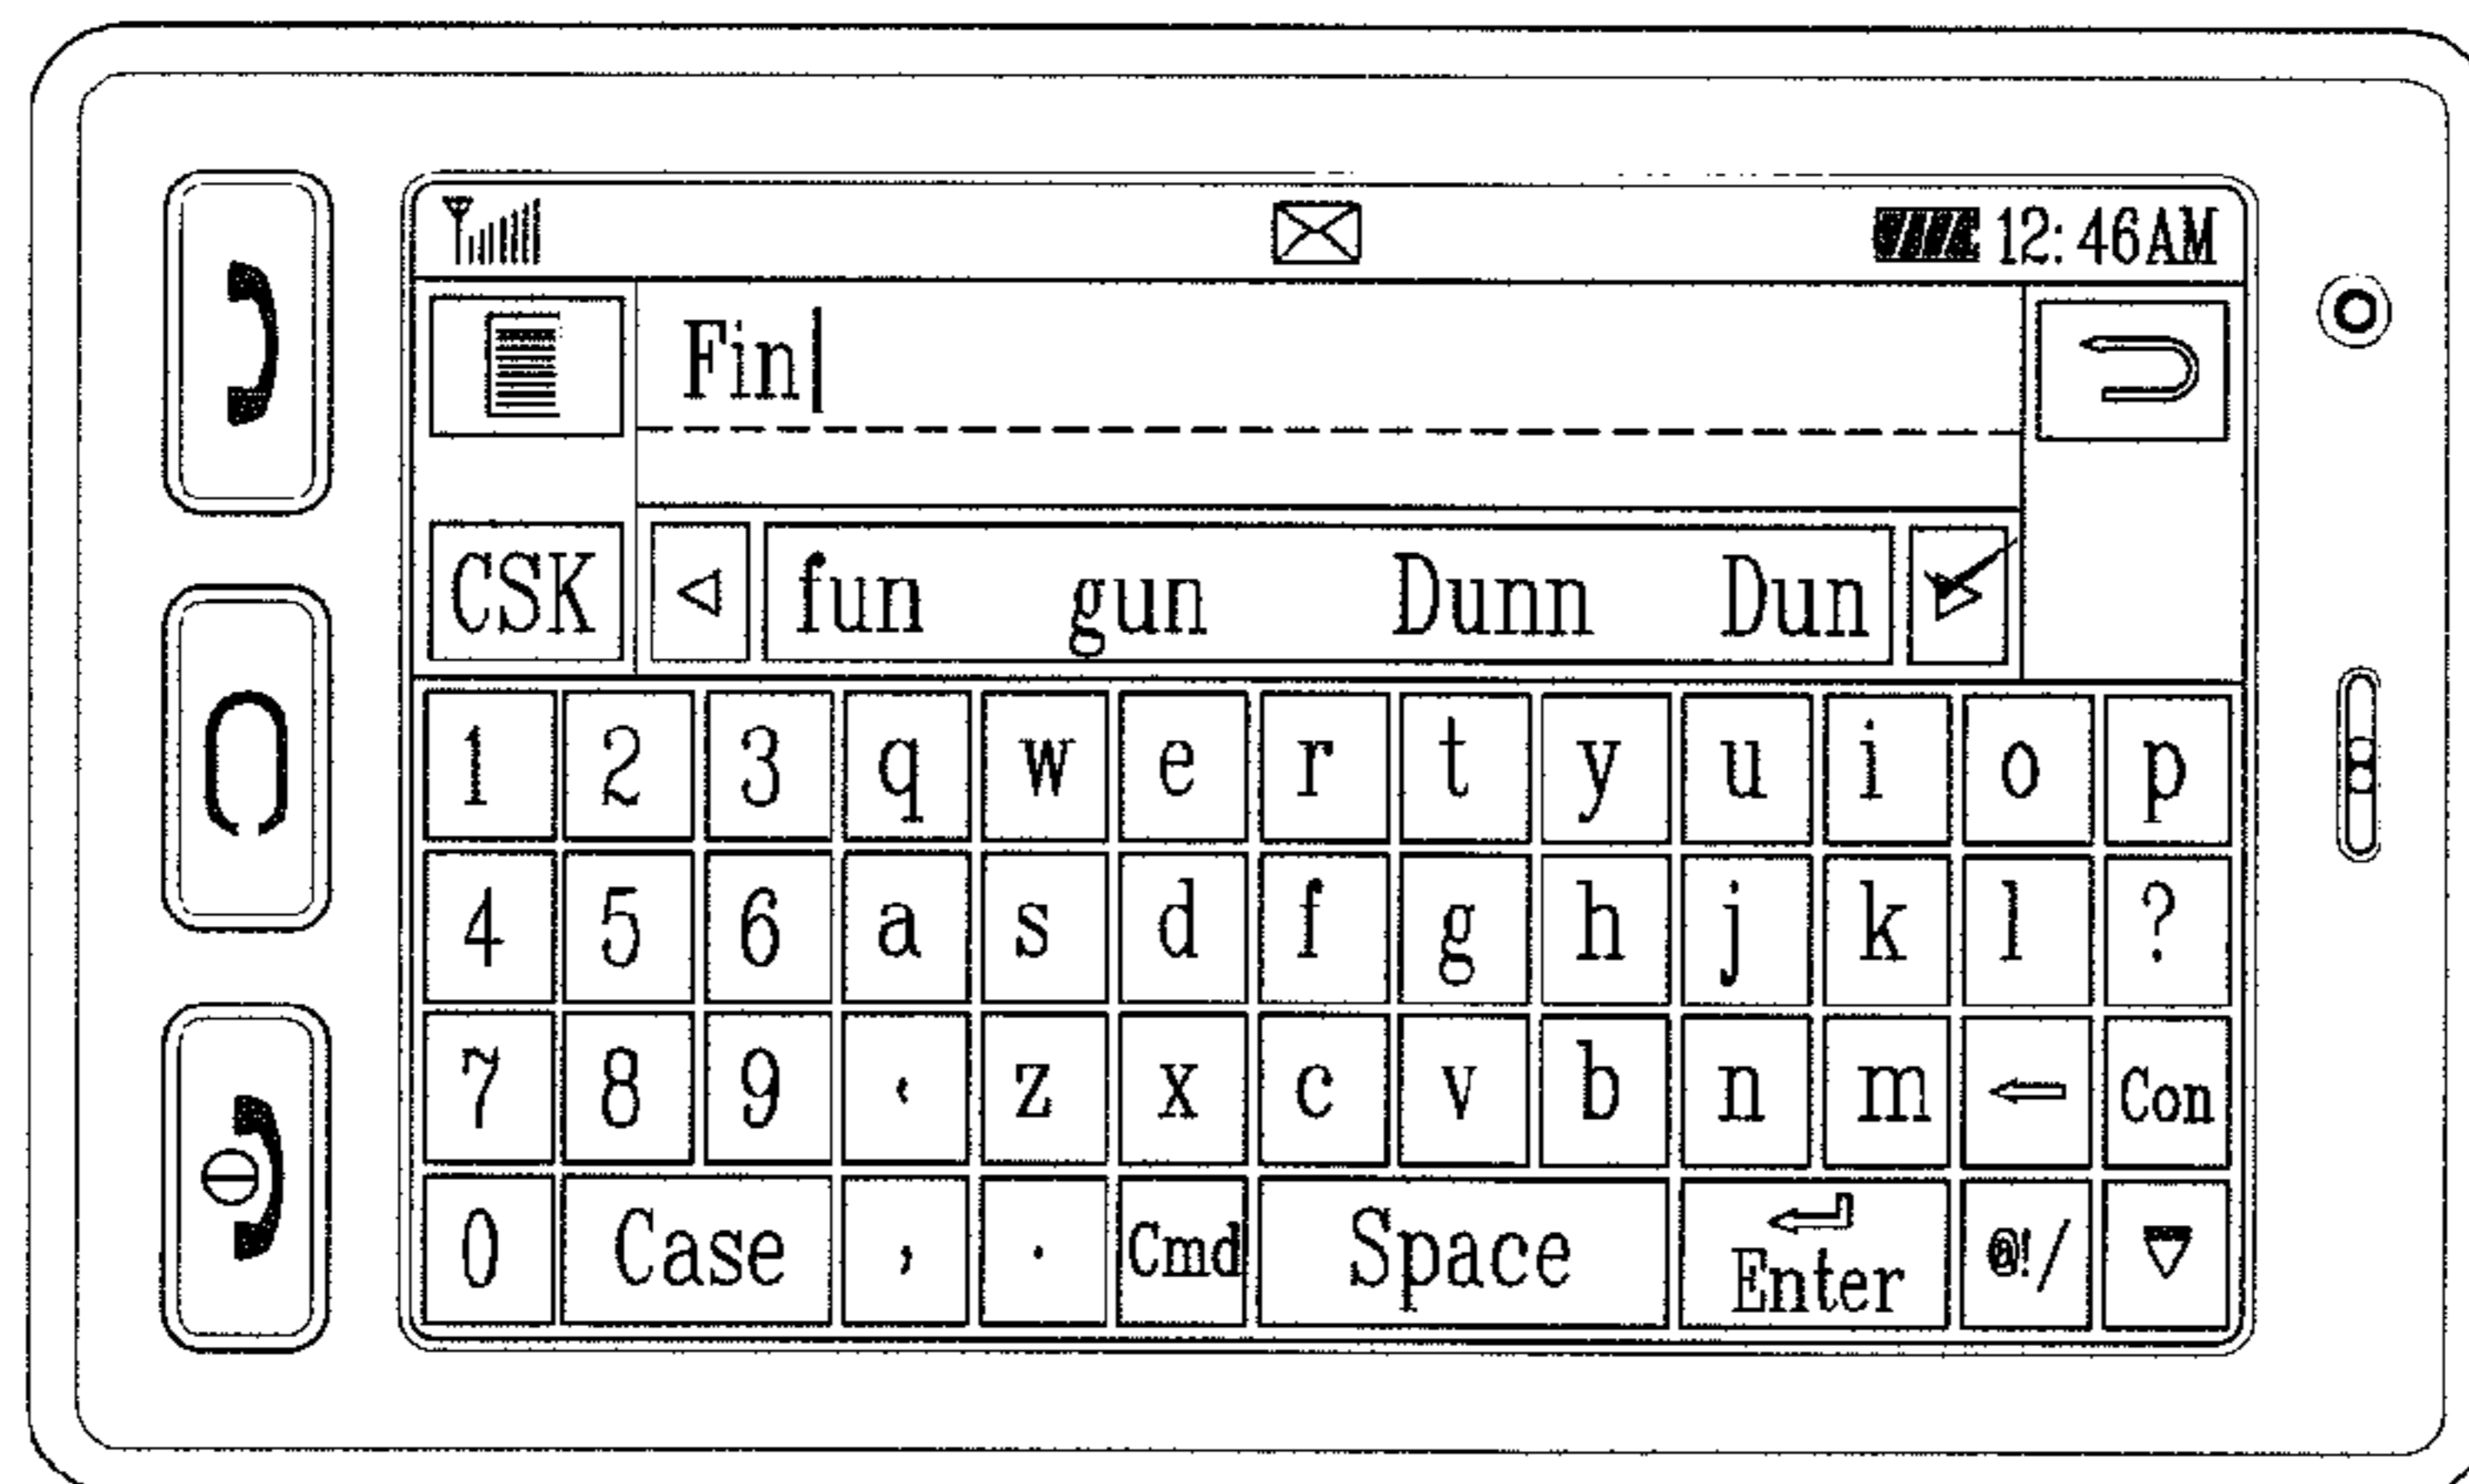 12:46AM
Fin
CSK fun gun Dunn Dun
1 2 3 q w e r t y u i o p
4 5 6 a s d f g h j k l ?
7 8 9 ‘ z x c v b n m ← Con
0 Case , . Cmd Space Enter @!/